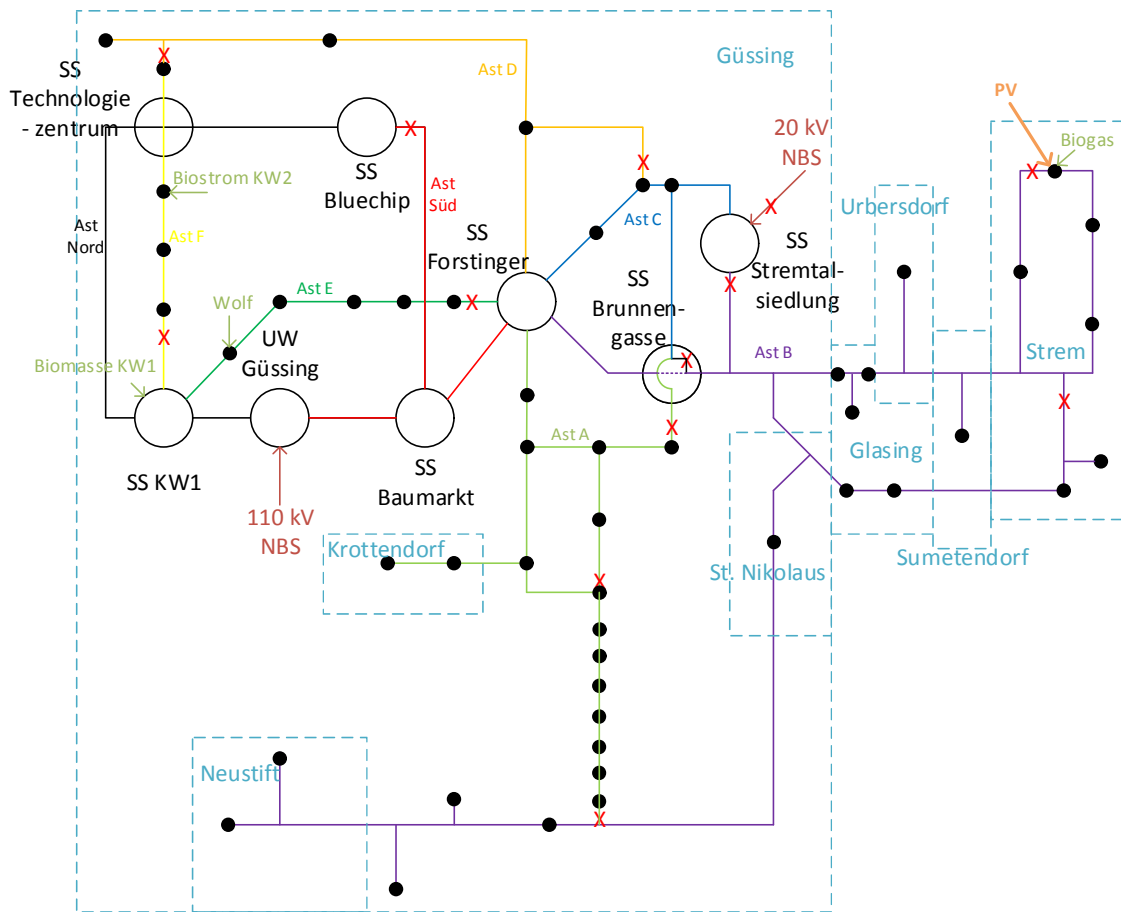 Güssing
Ast D
SS
Technologie
- zentrum
PV
20 kV
NBS
Biogas
SS
Bluechip
Ast
Süd
Biostrom KW2
Urbersdorf
Ast
Nord
Ast F
Ast C
SS
Forstinger
SS
Stremtal-
siedlung
SS
Brunnen-
gasse
Ast E
Wolf
UW
Güssing
Biomasse KW1
Ast B
Strem
Ast A
Glasing
SS KW1
SS
Baumarkt
110 kV
NBS
Krottendorf
St. Nikolaus
Sumetendorf
Neustift
X
X
X
X
X
X
X
X
X
X
X
X
X
X